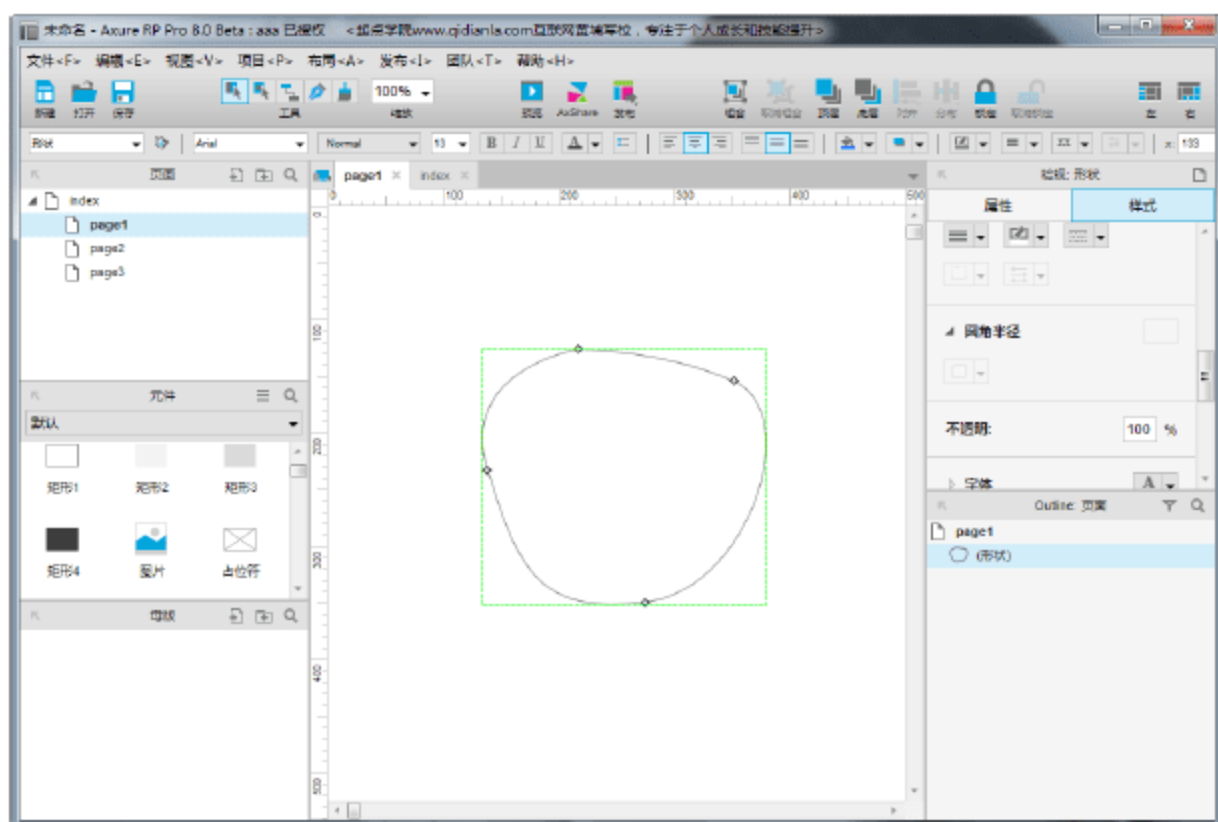 未命名 - Axure RP Pro 8.0 Beta : aaa 已授权 <起点学院www.qidianla.com互联网黄埔军校，专注于个人成长和技能提升>
文件<F> 编辑<E> 视图<V> 项目<P> 布局<A> 发布<I> 团队<T> 帮助<H>
100%
新建 打开 保存 工具 缩放 预览 AxShare 发布 组合 取消组合 顶层 底层 对齐 分布 锁定 取消锁定 左 右
形状 Arial Normal 13 B I U A x: 133
页面 page1 index 检视: 形状
0 100 200 300 400 500
index
属性 样式
page1
page2
page3
0
100
圆角半径
元件
默认
不透明: 100 %
200
矩形1 矩形2 矩形3
字体 A
Outline: 页面
page1
(形状)
300
矩形4 图片 占位符
母版
400
500